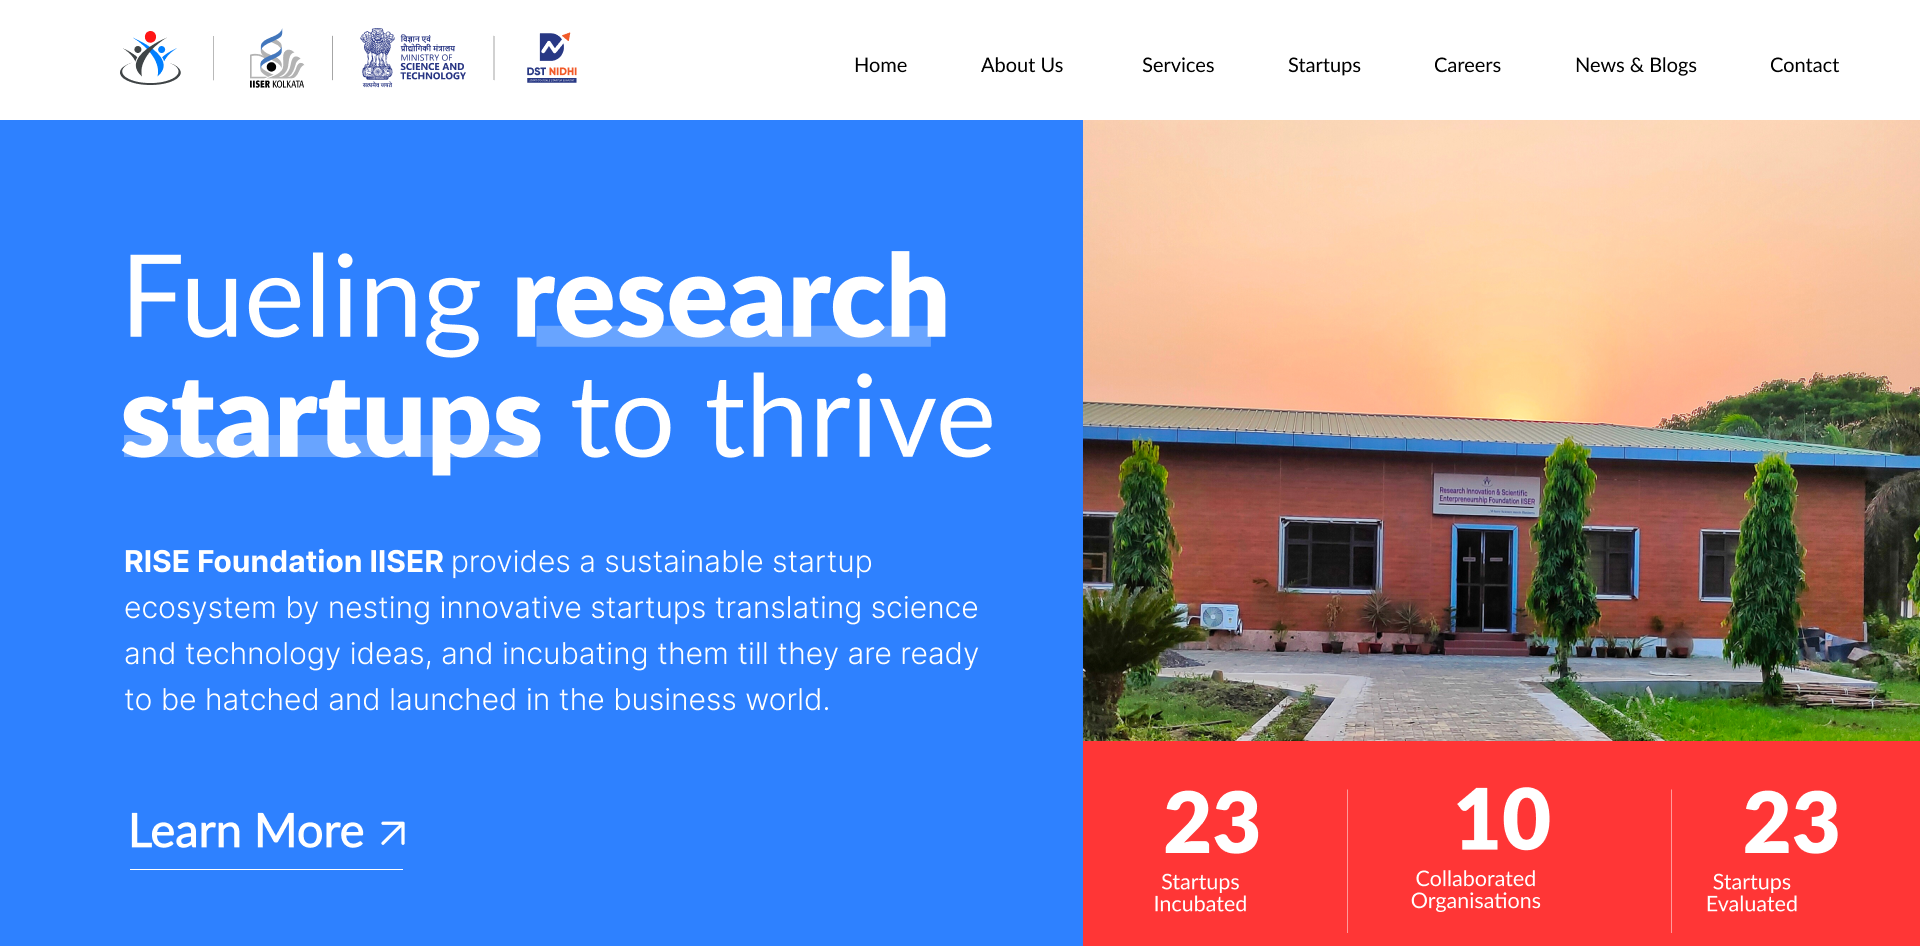 IISER KOLKATA
विज्ञान एवं
प्रौद्योगिकी मंत्रालय
MINISTRY OF
SCIENCE AND
TECHNOLOGY
सत्यमेव जयते
DST NIDHI
Home
About Us
Services
Startups
Careers
News & Blogs
Contact
Fueling research
startups to thrive
RISE Foundation IISER provides a sustainable startup
ecosystem by nesting innovative startups translating science
and technology ideas, and incubating them till they are ready
to be hatched and launched in the business world.
Learn More
Research Innovation & Scientific
Enterpreneurship Foundation IISER
23
Startups
Incubated
10
Collaborated
Organisations
23
Startups
Evaluated